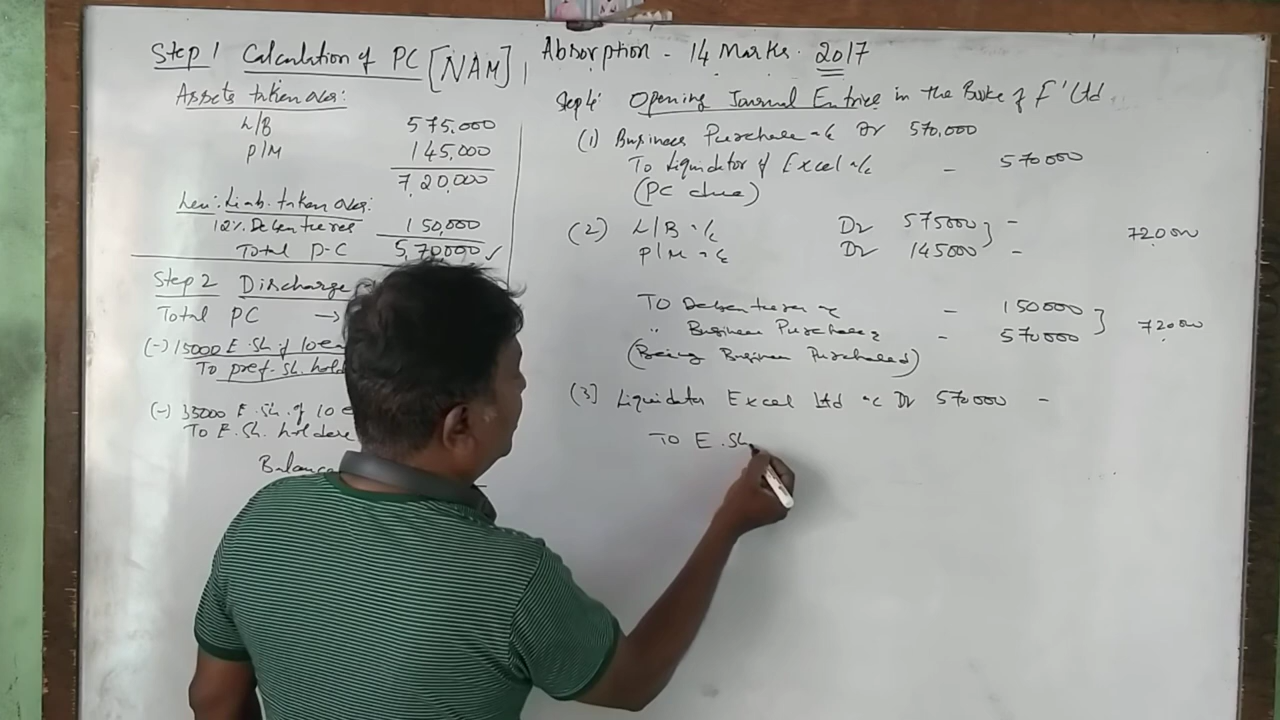 Step 1 Calculation of PC [NAM]
Absorption - 14 Marks. 2017
Assets taken over:
L/B 575,000
P/M 145,000
7,20,000
Less: Liab. taken over:
12% Debentures 150,000
Total P-C 5,70,000 ✓
Step 2 Discharge
Total PC →
(-) 15000 E.Sh. of 10
To pref. Sh. hold
(-) 35000 E.Sh. of 10
To E.Sh. holders
Balance
Step 4: Opening Journal Entries in the Books of F' Ltd
(1) Business Purchase a/c Dr 570,000
To Liquidator of Excel a/c - 570000
(PC due)
(2) L/B a/c Dr 575000 } -
P/M a/c Dr 145000 } - 720000
To Debentures a/c - 150000 }
" Business Purchase a/c - 570000 } 720000
(Being Business Purchased)
(3) Liquidator Excel Ltd a/c Dr 570000 -
To E.Sh